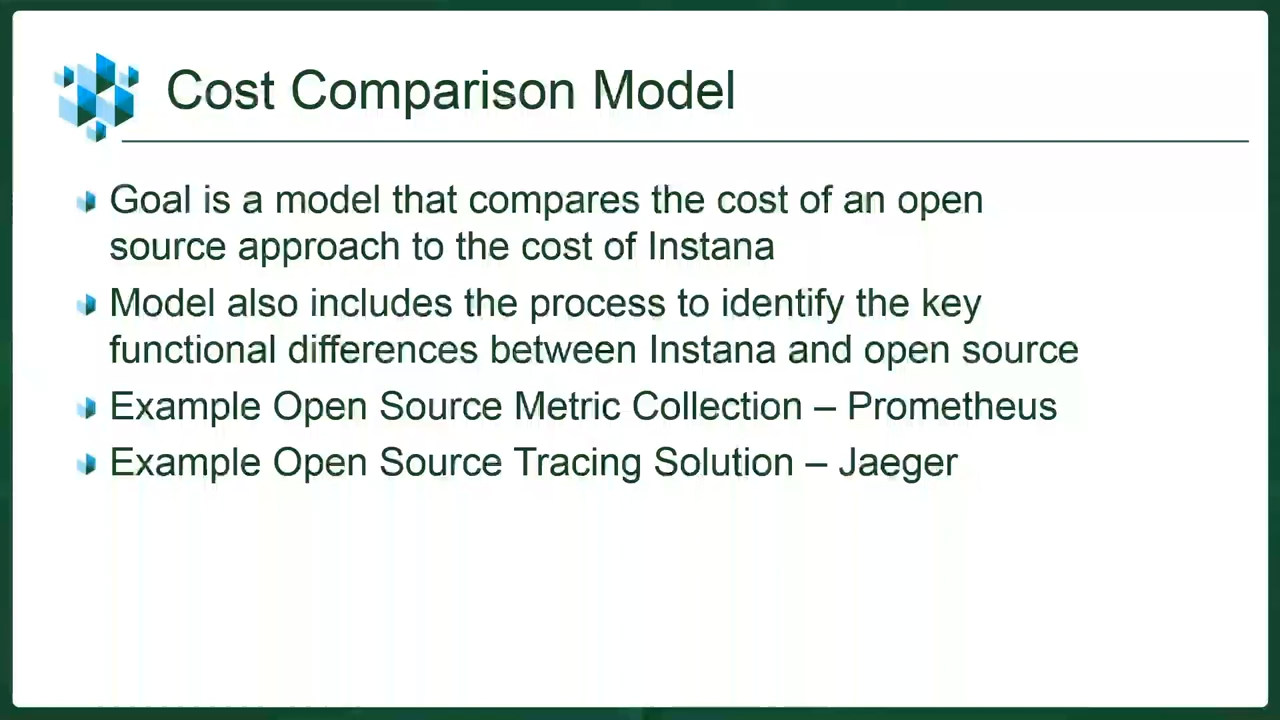 Cost Comparison Model
Goal is a model that compares the cost of an open
source approach to the cost of Instana
Model also includes the process to identify the key
functional differences between Instana and open source
Example Open Source Metric Collection – Prometheus
Example Open Source Tracing Solution – Jaeger